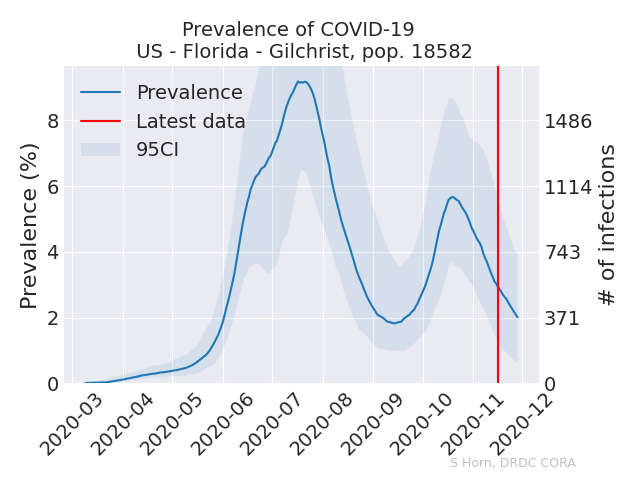 Prevalence of COVID-19
US - Florida - Gilchrist, pop. 18582
Prevalence
Latest data
95CI
Prevalence (%)
8
6
4
2
0
1486
1114
743
371
0
# of infections
2020-03
2020-04
2020-05
2020-06
2020-07
2020-08
2020-09
2020-10
2020-11
2020-12
S Horn, DRDC CORA